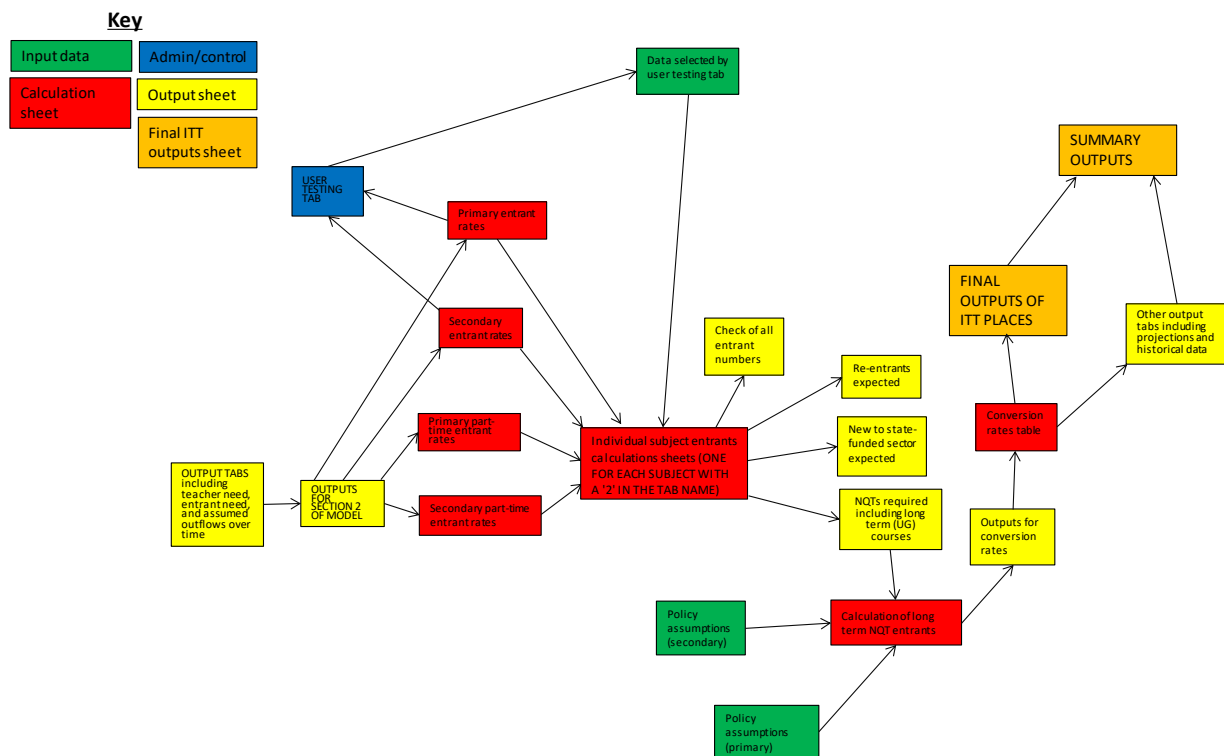 Key
Input data
Admin/control
Calculation
sheet
Output sheet
Final ITT
outputs sheet
Data selected by
user testing tab
USER
TESTING
TAB
Primary entrant
rates
Secondary
entrant rates
Primary part-
time entrant
rates
Secondary part-time
entrant rates
OUTPUT TABS
including
teacher need,
entrant need,
and assumed
outflows over
time
OUTPUTS
FOR
SECTION 2
OF MODEL
Individual subject entrants
calculations sheets (ONE
FOR EACH SUBJECT WITH
A '2' IN THE TAB NAME)
Check of all
entrant
numbers
Re-entrants
expected
New to state-
funded sector
expected
NQTs required
including long
term (UG)
courses
Policy
assumptions
(secondary)
Calculation of long
term NQT entrants
Policy
assumptions
(primary)
Outputs for
conversion
rates
Conversion
rates table
FINAL
OUTPUTS OF
ITT PLACES
Other output
tabs including
projections and
historical data
SUMMARY
OUTPUTS